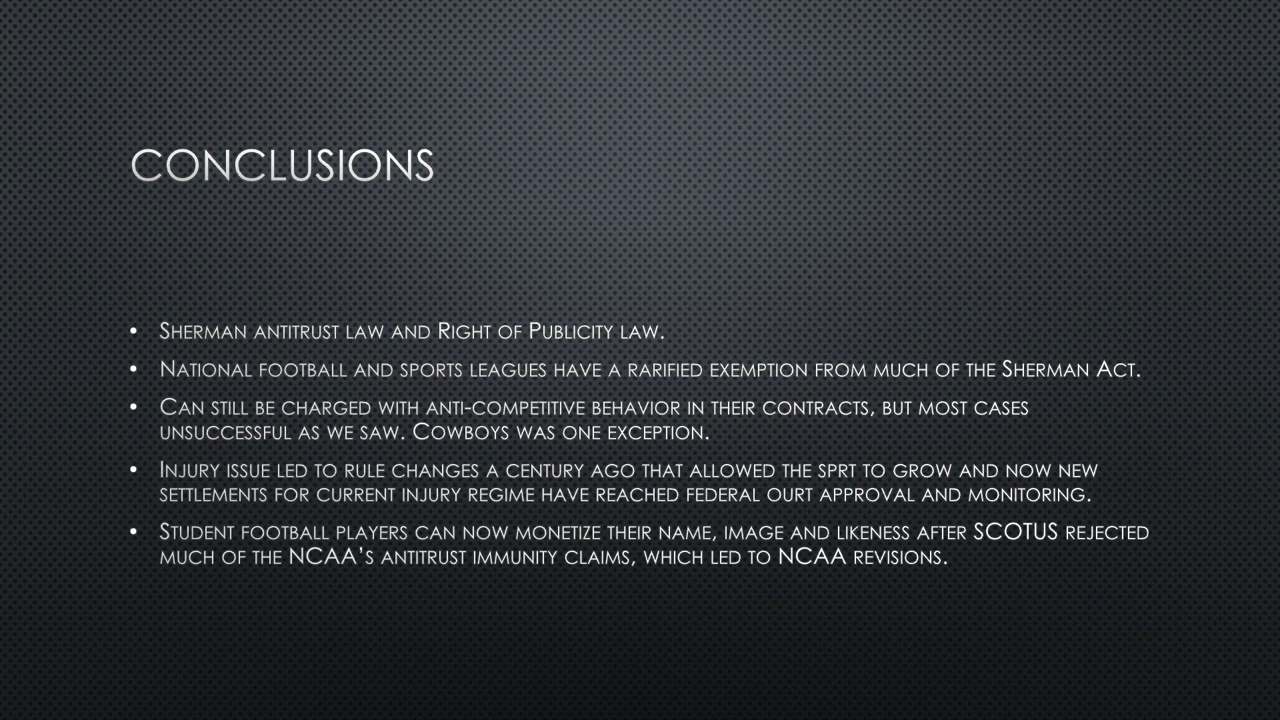 CONCLUSIONS
• Sherman antitrust law and Right of Publicity law.
• National football and sports leagues have a rarified exemption from much of the Sherman Act.
• Can still be charged with anti-competitive behavior in their contracts, but most cases
unsuccessful as we saw. Cowboys was one exception.
• Injury issue led to rule changes a century ago that allowed the sprt to grow and now new
settlements for current injury regime have reached federal ourt approval and monitoring.
• Student football players can now monetize their name, image and likeness after SCOTUS rejected
much of the NCAA’s antitrust immunity claims, which led to NCAA revisions.